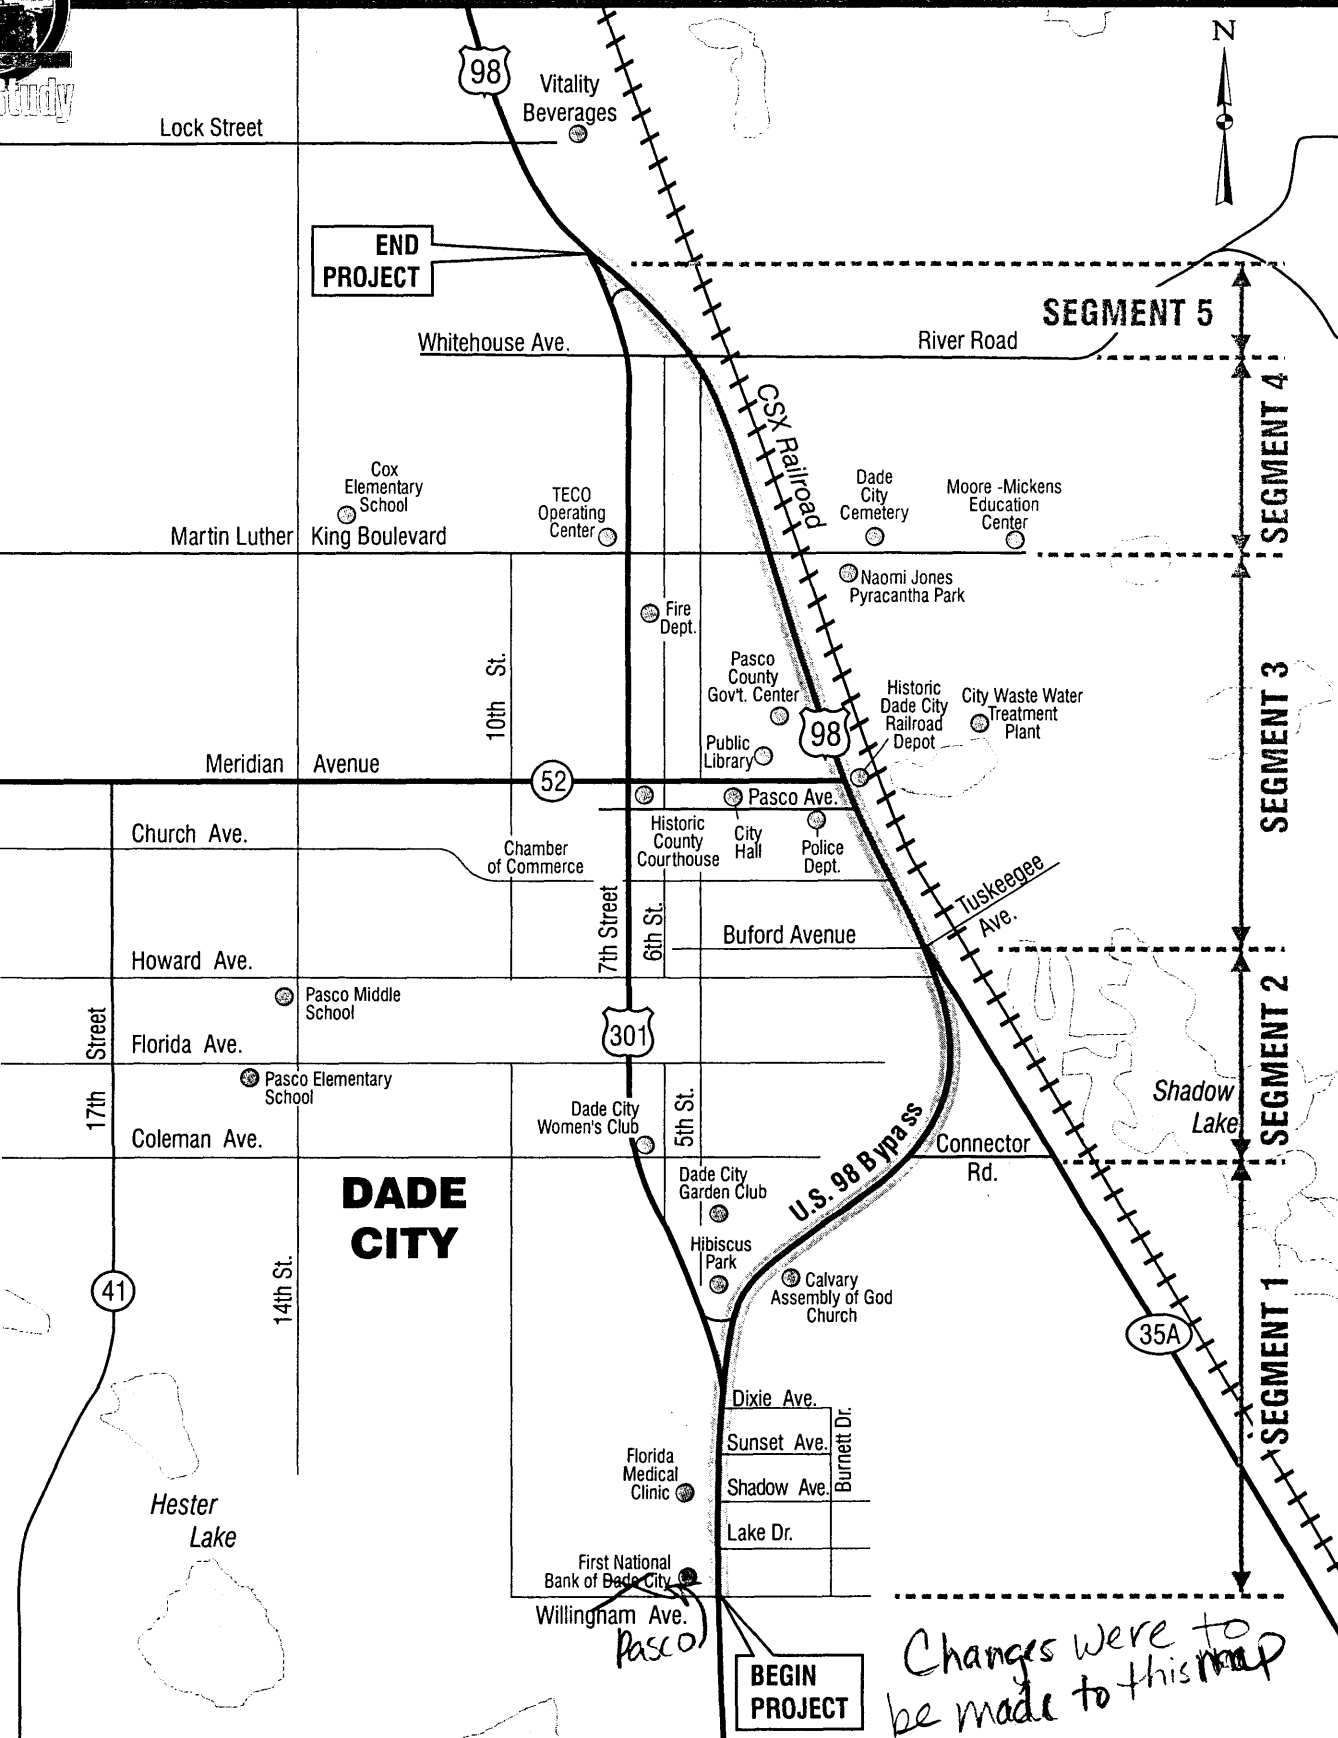 tudy
N
98
Vitality
Beverages
Lock Street
END
PROJECT
SEGMENT 5
Whitehouse Ave.
River Road
CSX Railroad
SEGMENT 4
Cox
Elementary
School
TECO
Operating
Center
Dade
City
Cemetery
Moore -Mickens
Education
Center
Martin Luther King Boulevard
Naomi Jones
Pyracantha Park
Fire
Dept.
10th St.
Pasco
County
Gov't. Center
98
Historic
Dade City
Railroad
Depot
City Waste Water
Treatment
Plant
SEGMENT 3
Public
Library
Meridian Avenue
52
Pasco Ave.
Church Ave.
Chamber
of Commerce
Historic
County
Courthouse
City
Hall
Police
Dept.
Tuskeegee
Ave.
7th Street
6th St.
Buford Avenue
Howard Ave.
Pasco Middle
School
17th Street
301
Florida Ave.
Pasco Elementary
School
SEGMENT 2
Shadow
Lake
Dade City
Women's Club
5th St.
Coleman Ave.
U.S. 98 Bypass
Connector
Rd.
DADE
CITY
Dade City
Garden Club
Hibiscus
Park
Calvary
Assembly of God
Church
41
14th St.
35A
SEGMENT 1
Dixie Ave.
Sunset Ave.
Burnett Dr.
Florida
Medical
Clinic
Shadow Ave.
Lake Dr.
Hester
Lake
First National
Bank of Dade City
Willingham Ave.
Pasco
BEGIN
PROJECT
Changes were to
be made to this map